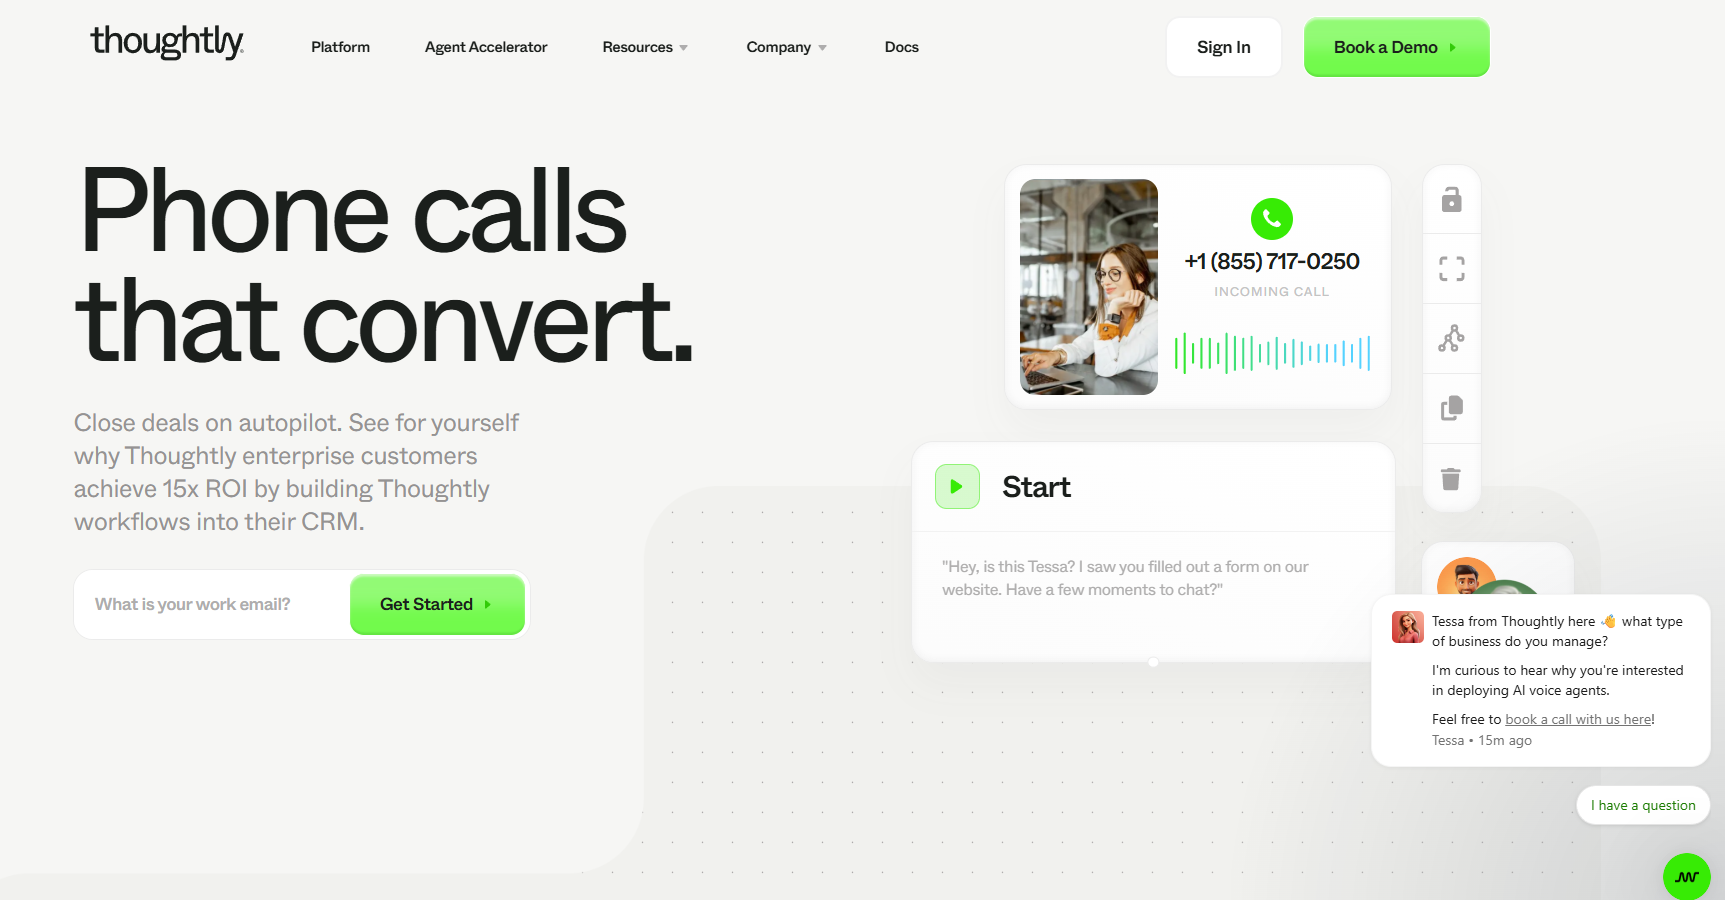 thoughtly
Platform
Agent Accelerator
Resources
Company
Docs
Sign In
Book a Demo
Phone calls
that convert.
Close deals on autopilot. See for yourself
why Thoughtly enterprise customers
achieve 15x ROI by building Thoughtly
workflows into their CRM.
What is your work email?
Get Started
+1 (855) 717-0250
INCOMING CALL
Start
"Hey, is this Tessa? I saw you filled out a form on our
website. Have a few moments to chat?"
Tessa from Thoughtly here 👋 what type
of business do you manage?
I'm curious to hear why you're interested
in deploying AI voice agents.
Feel free to book a call with us here!
Tessa • 15m ago
I have a question